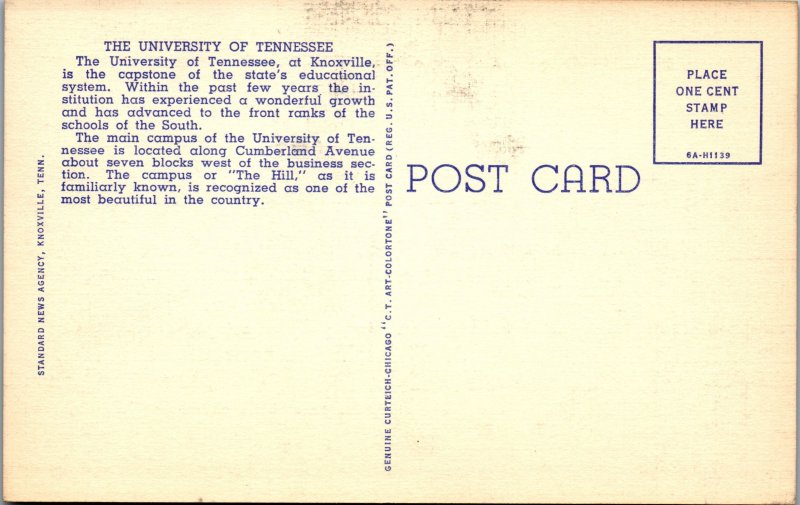 THE UNIVERSITY OF TENNESSEE
The University of Tennessee, at Knoxville,
is the capstone of the state's educational
system. Within the past few years the in-
stitution has experienced a wonderful growth
and has advanced to the front ranks of the
schools of the South.
The main campus of the University of Ten-
nessee is located along Cumberland Avenue
about seven blocks west of the business sec-
tion. The campus or "The Hill," as it is
familiarly known, is recognized as one of the
most beautiful in the country.
STANDARD NEWS AGENCY, KNOXVILLE, TENN.
GENUINE CURTEICH-CHICAGO "C.T. ART-COLORTONE" POST CARD (REG. U.S. PAT. OFF.)
POST CARD
PLACE
ONE CENT
STAMP
HERE
6A-H1139